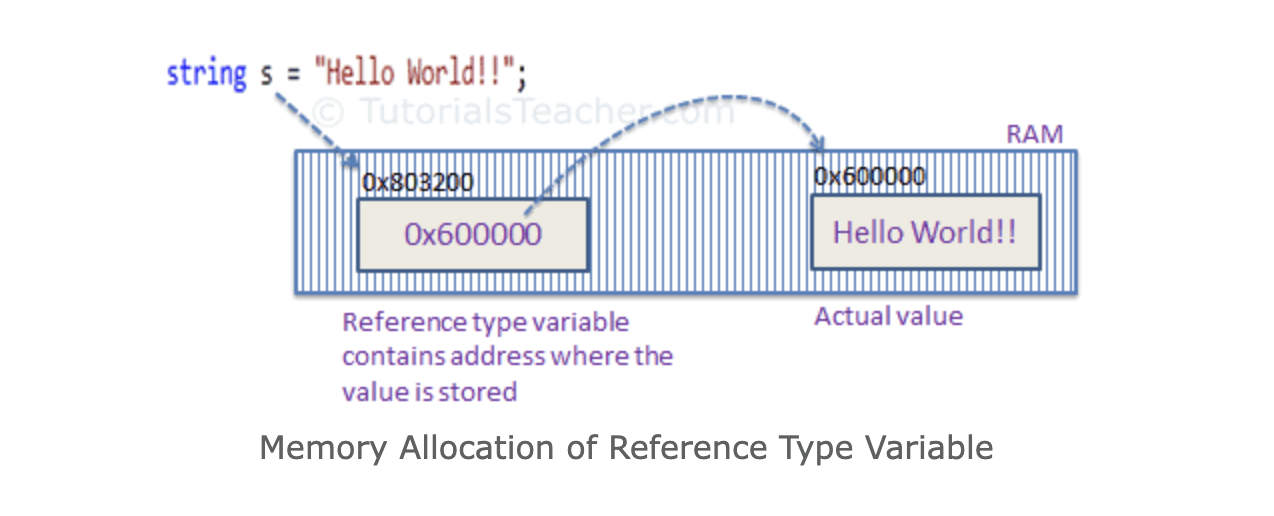 string s = "Hello World!!";
© TutorialsTeacher.com
RAM
0x803200
0x600000
0x600000
Hello World!!
Reference type variable
contains address where the
value is stored
Actual value
Memory Allocation of Reference Type Variable